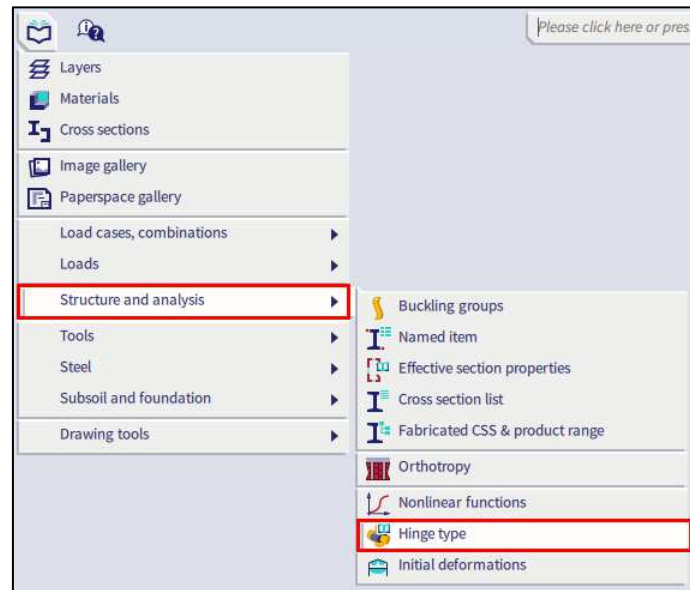 Please click here or pres
Layers
Materials
Cross sections
Image gallery
Paperspace gallery
Load cases, combinations
Loads
Structure and analysis
Tools
Steel
Subsoil and foundation
Drawing tools
Buckling groups
Named item
Effective section properties
Cross section list
Fabricated CSS & product range
Orthotropy
Nonlinear functions
Hinge type
Initial deformations